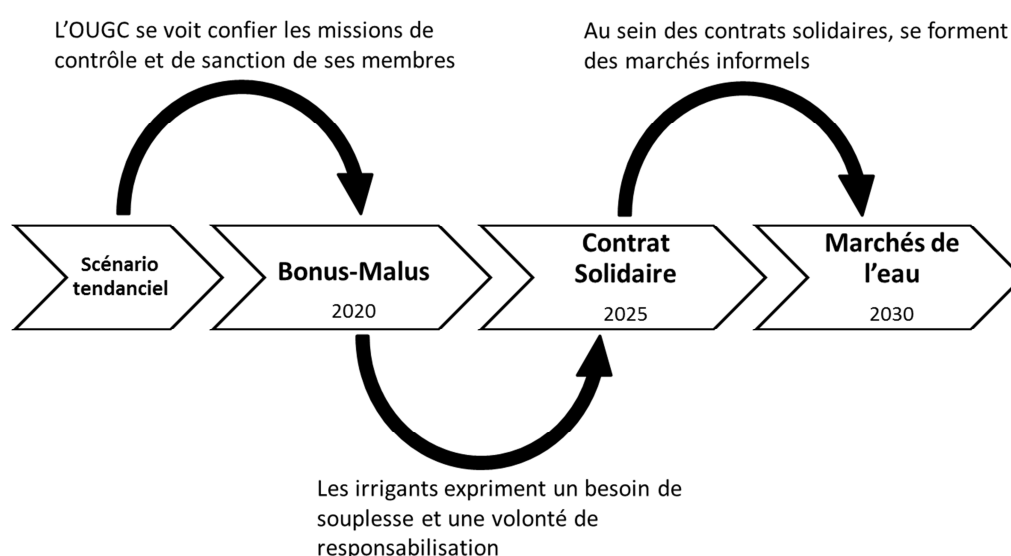 L’OUGC se voit confier les missions de
contrôle et de sanction de ses membres
Au sein des contrats solidaires, se forment
des marchés informels
Scénario
tendanciel
Bonus-Malus
2020
Contrat
Solidaire
2025
Marchés de
l’eau
2030
Les irrigants expriment un besoin de
souplesse et une volonté de
responsabilisation